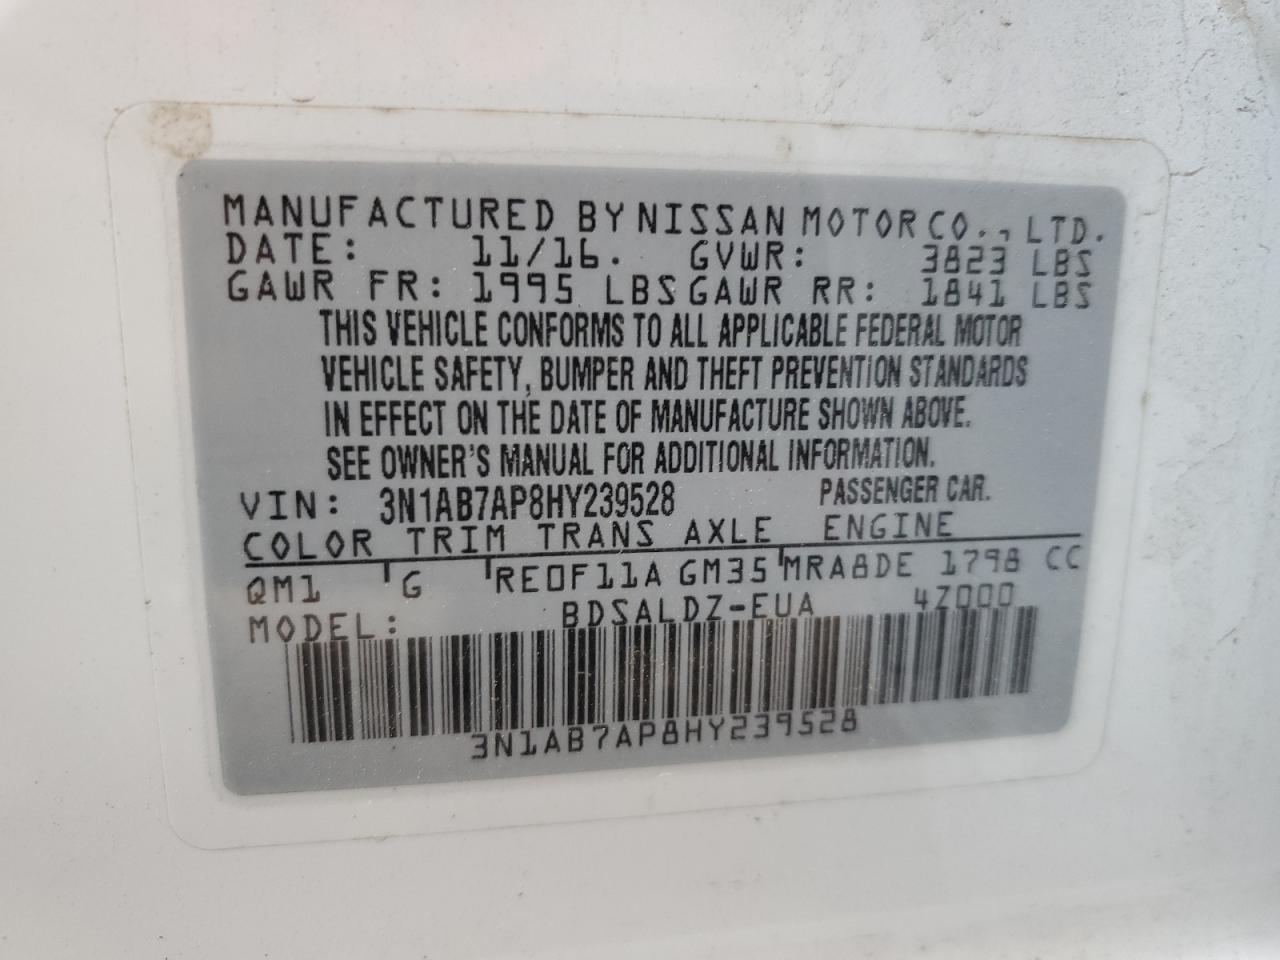 MANUFACTURED BY NISSAN MOTOR CO., LTD.
DATE: 11/16. GVWR: 3823 LBS
GAWR FR: 1995 LBS GAWR RR: 1841 LBS
THIS VEHICLE CONFORMS TO ALL APPLICABLE FEDERAL MOTOR
VEHICLE SAFETY, BUMPER AND THEFT PREVENTION STANDARDS
IN EFFECT ON THE DATE OF MANUFACTURE SHOWN ABOVE.
SEE OWNER'S MANUAL FOR ADDITIONAL INFORMATION.
VIN: 3N1AB7AP8HY239528 PASSENGER CAR.
COLOR TRIM TRANS AXLE ENGINE
QM1 G RE0F11A GM35 MRA8DE 1798 CC
MODEL: BDSALDZ-EUA 4Z000
3N1AB7AP8HY239528